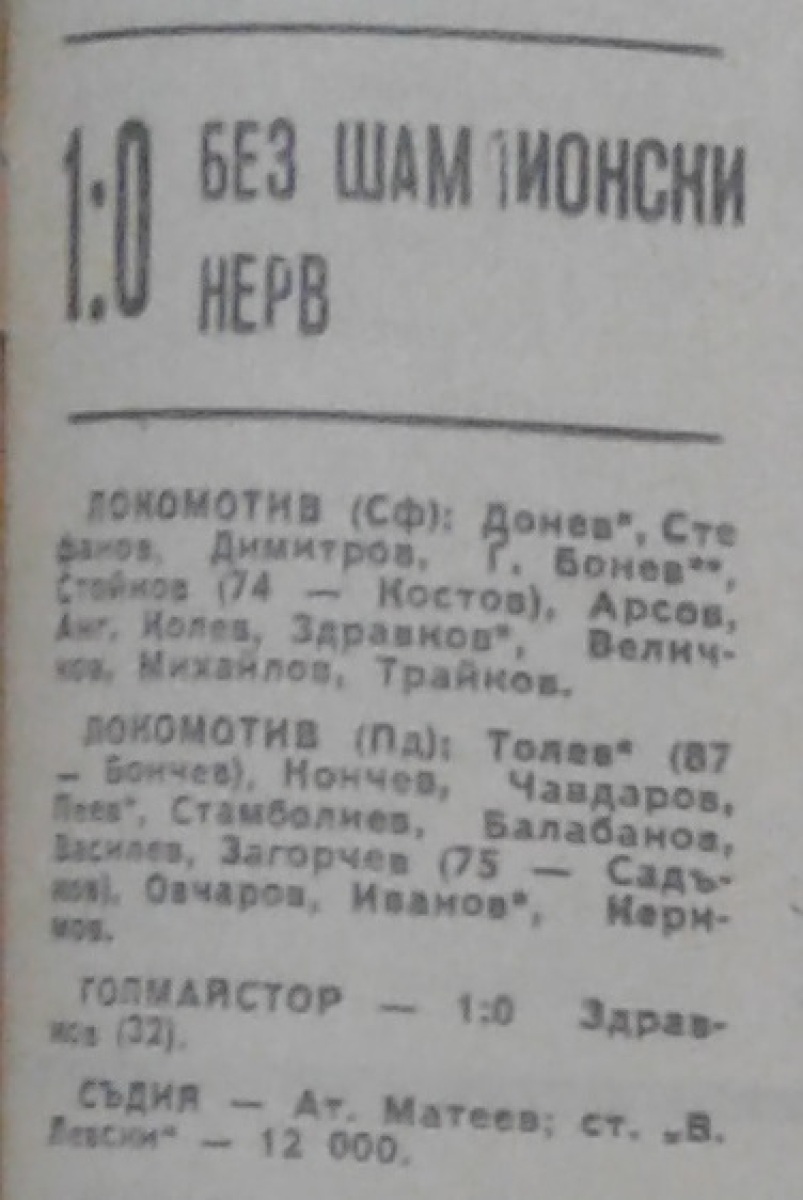 1:0 БЕЗ ШАМПИОНСКИ
НЕРВ
ЛОКОМОТИВ (Сф): Донев*, Сте
фанов, Димитров, Г. Бонев**,
Стойков (74 — Костов), Арсов,
Анг. Колев, Здравков*, Велич-
ков, Михайлов, Трайков.
ЛОКОМОТИВ (Пд): Толев* (87
— Бончев), Нончев, Чавдаров,
Пеев*, Стамболиев, Балабанов,
Василев, Загорчев (75 — Садъ-
ков), Овчаров, Иванов*, Керн-
мов.
ГОЛМАЙСТОР — 1:0 Здрав-
ков (32).
СЪДИЯ — Ат. Матеев; ст. „В.
Левски" — 12 000.